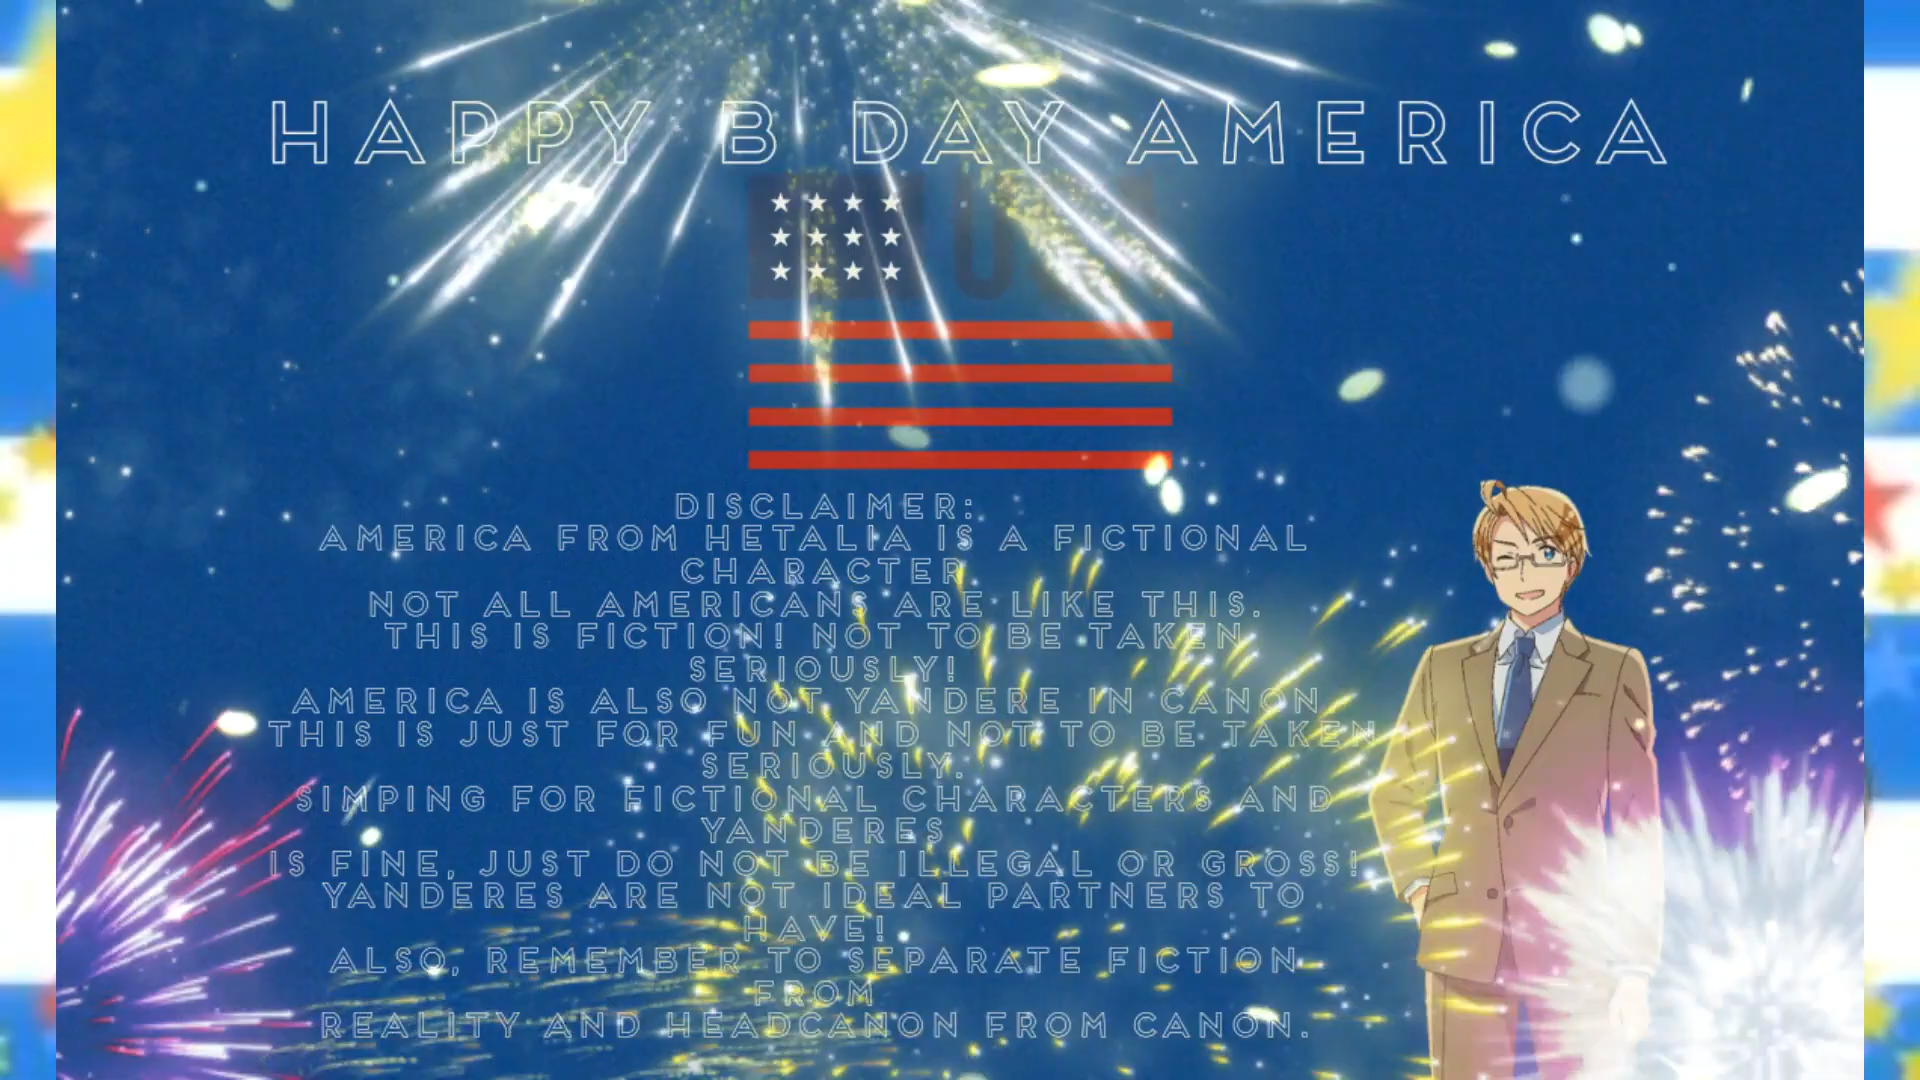 HAPPY B DAY AMERICA
DISCLAIMER:
AMERICA FROM HETALIA IS A FICTIONAL
CHARACTER
NOT ALL AMERICANS ARE LIKE THIS.
THIS IS FICTION! NOT TO BE TAKEN
SERIOUSLY!
AMERICA IS ALSO NOT YANDERE IN CANON
THIS IS JUST FOR FUN AND NOT TO BE TAKEN
SERIOUSLY.
SIMPING FOR FICTIONAL CHARACTERS AND
YANDERES
IS FINE, JUST DO NOT BE ILLEGAL OR GROSS!
YANDERES ARE NOT IDEAL PARTNERS TO
HAVE!
ALSO, REMEMBER TO SEPARATE FICTION
FROM
REALITY AND HEADCANON FROM CANON.